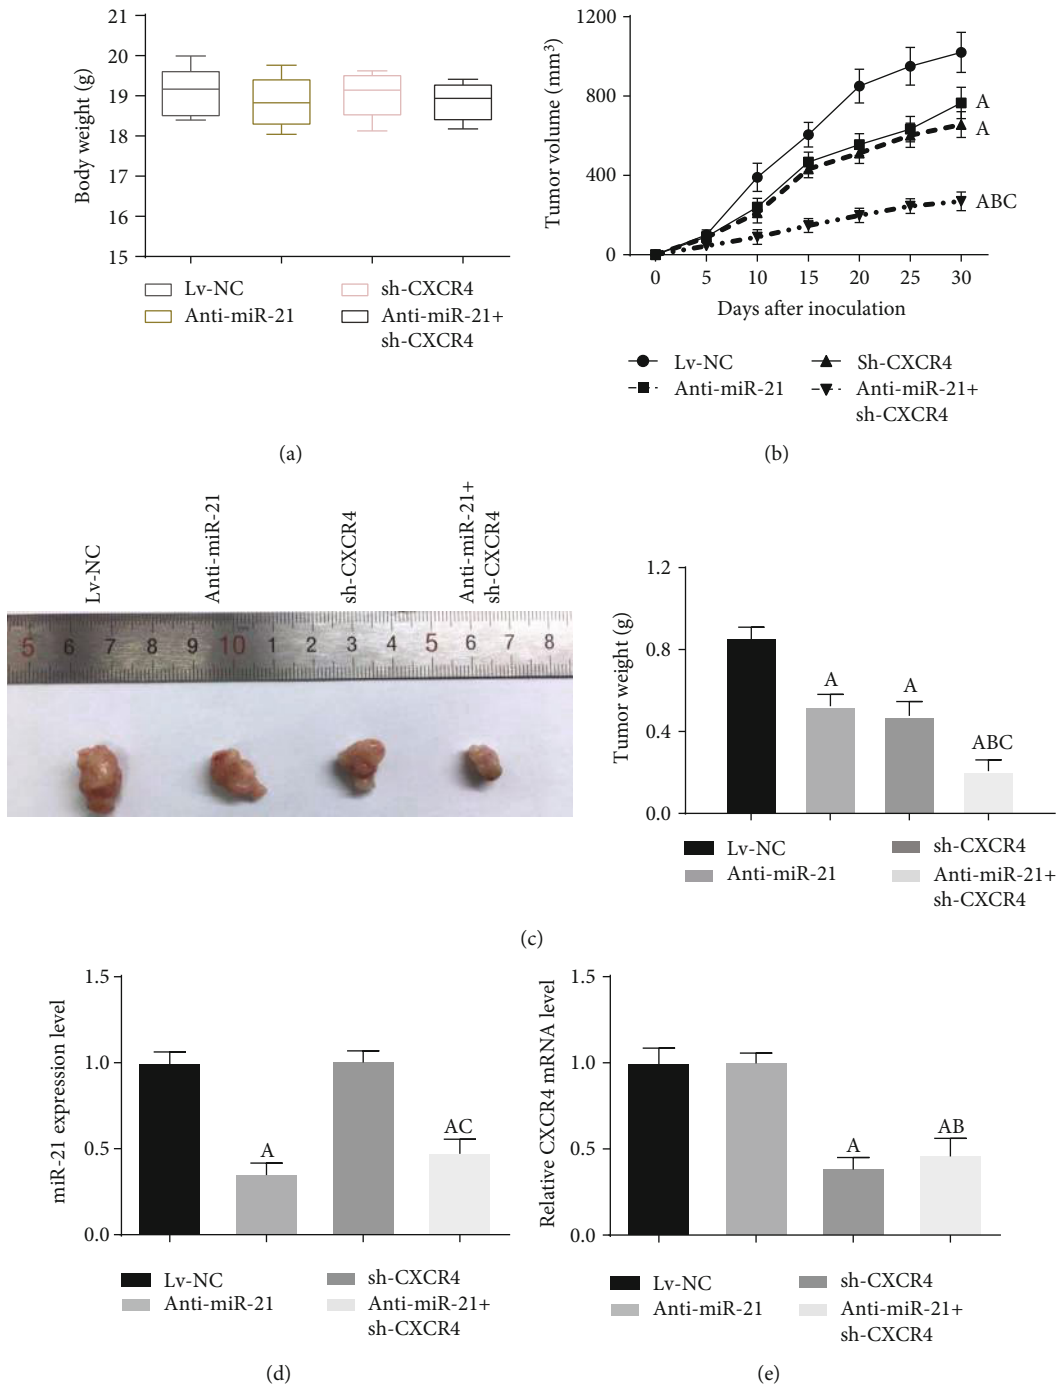 21
20
19
18
17
16
15
Body weight (g)
Lv-NC
Anti-miR-21
sh-CXCR4
Anti-miR-21+
sh-CXCR4
(a)
1200
800
400
0
Tumor volume (mm³)
A
A
ABC
0 5 10 15 20 25 30
Days after inoculation
Lv-NC
Anti-miR-21
Sh-CXCR4
Anti-miR-21+
sh-CXCR4
(b)
Lv-NC
Anti-miR-21
sh-CXCR4
Anti-miR-21+
sh-CXCR4
5 6 7 8 9 10 1 2 3 4 5 6 7 8
1.2
0.8
0.4
0.0
Tumor weight (g)
A
A
ABC
Lv-NC
Anti-miR-21
sh-CXCR4
Anti-miR-21+
sh-CXCR4
(c)
1.5
1.0
0.5
0.0
miR-21 expression level
A
AC
Lv-NC
Anti-miR-21
sh-CXCR4
Anti-miR-21+
sh-CXCR4
(d)
1.5
1.0
0.5
0.0
Relative CXCR4 mRNA level
A
AB
Lv-NC
Anti-miR-21
sh-CXCR4
Anti-miR-21+
sh-CXCR4
(e)